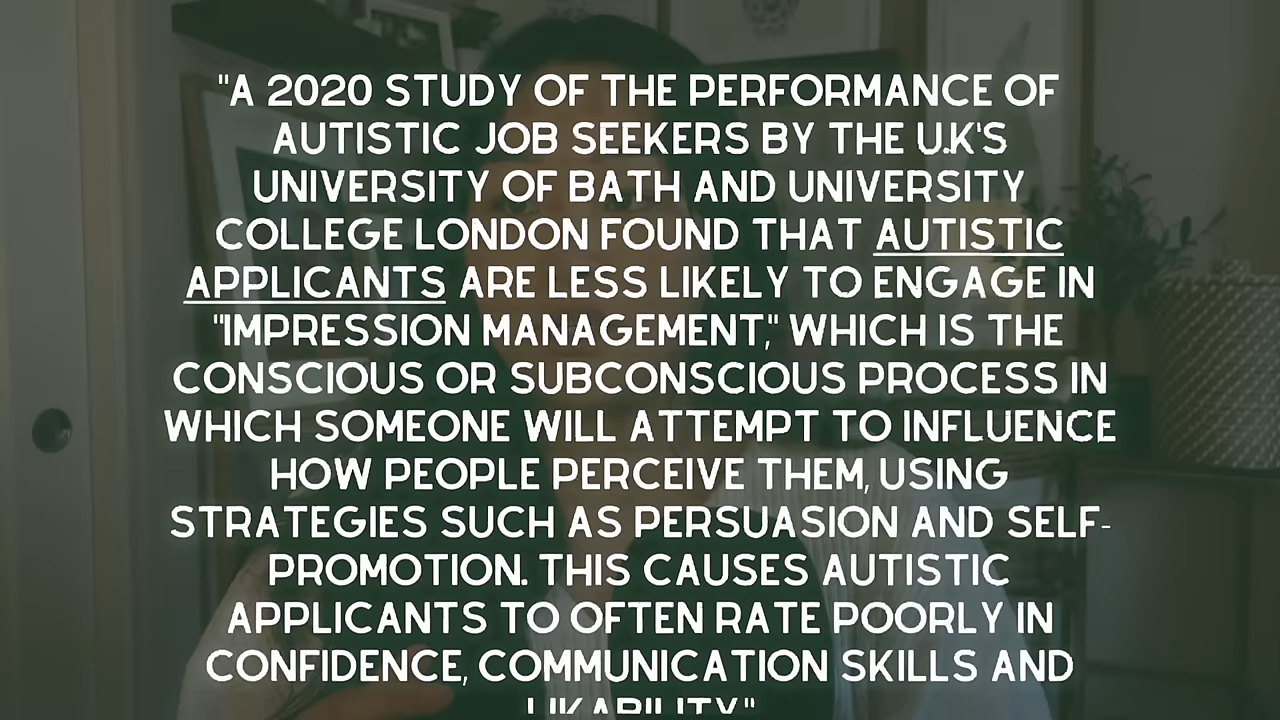 "A 2020 STUDY OF THE PERFORMANCE OF
AUTISTIC JOB SEEKERS BY THE U.K'S
UNIVERSITY OF BATH AND UNIVERSITY
COLLEGE LONDON FOUND THAT AUTISTIC
APPLICANTS ARE LESS LIKELY TO ENGAGE IN
"IMPRESSION MANAGEMENT," WHICH IS THE
CONSCIOUS OR SUBCONSCIOUS PROCESS IN
WHICH SOMEONE WILL ATTEMPT TO INFLUENCE
HOW PEOPLE PERCEIVE THEM, USING
STRATEGIES SUCH AS PERSUASION AND SELF-
PROMOTION. THIS CAUSES AUTISTIC
APPLICANTS TO OFTEN RATE POORLY IN
CONFIDENCE, COMMUNICATION SKILLS AND
LIKABILITY"